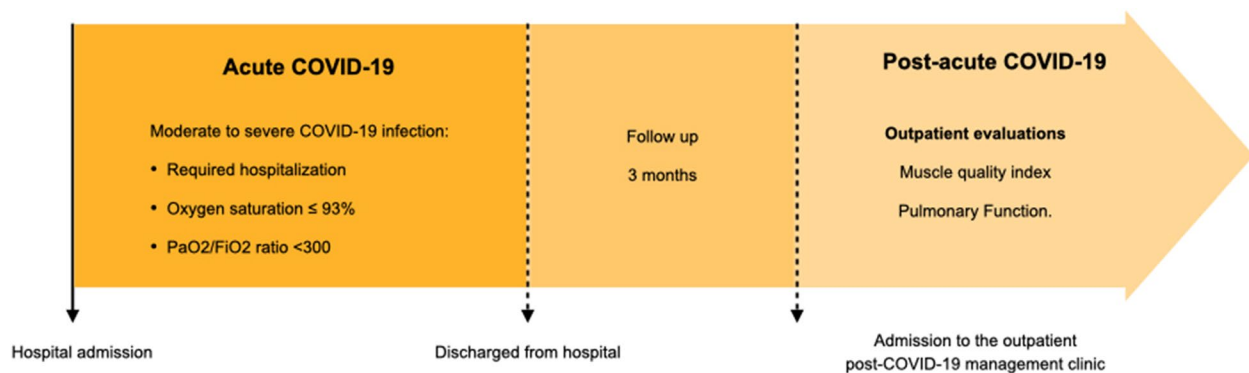 Acute COVID-19
Moderate to severe COVID-19 infection:
• Required hospitalization
• Oxygen saturation ≤ 93%
• PaO2/FiO2 ratio <300
Follow up
3 months
Post-acute COVID-19
Outpatient evaluations
Muscle quality index
Pulmonary Function.
Hospital admission
Discharged from hospital
Admission to the outpatient
post-COVID-19 management clinic